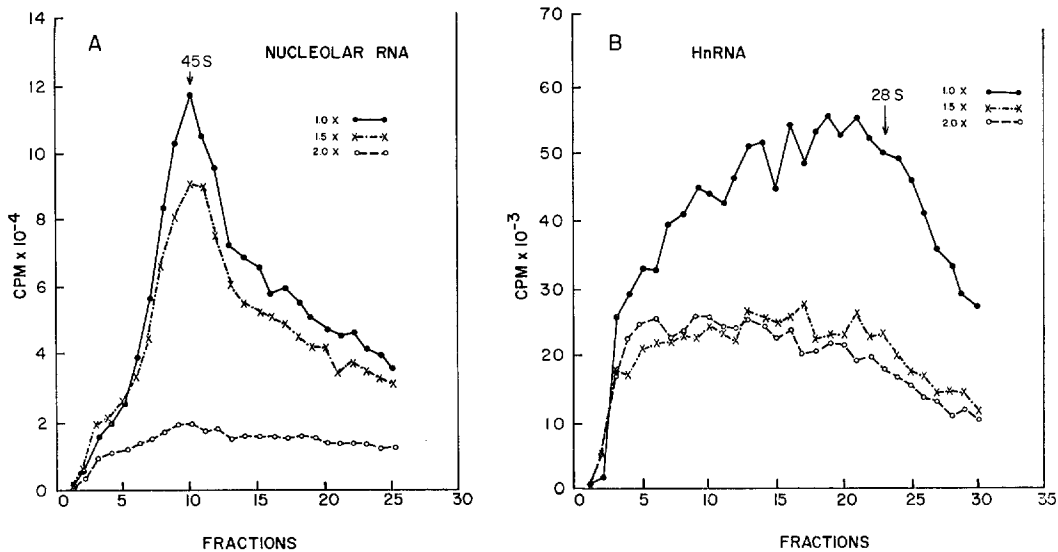 A
NUCLEOLAR RNA
45 S
1.0 X
1.5 X
2.0 X
14
12
10
8
6
4
2
0
CPM x 10⁻⁴
0 5 10 15 20 25 30
FRACTIONS
B
HnRNA
28 S
1.0 X
1.5 X
2.0 X
70
60
50
40
30
20
10
0
CPM x 10⁻³
0 5 10 15 20 25 30 35
FRACTIONS